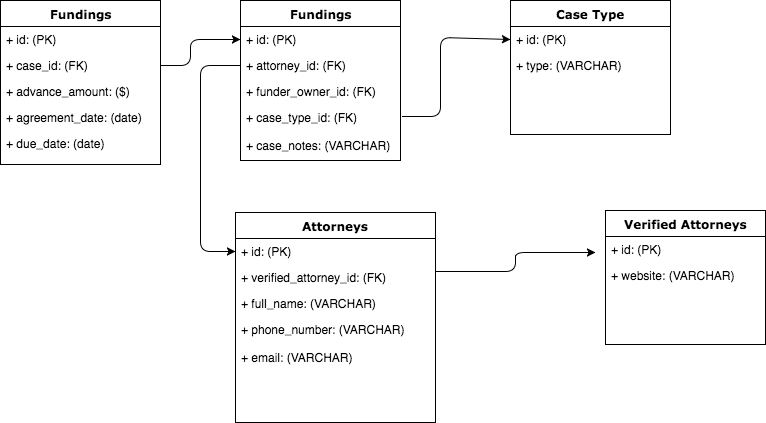 Fundings
+ id: (PK)
+ case_id: (FK)
+ advance_amount: ($)
+ agreement_date: (date)
+ due_date: (date)
Fundings
+ id: (PK)
+ attorney_id: (FK)
+ funder_owner_id: (FK)
+ case_type_id: (FK)
+ case_notes: (VARCHAR)
Case Type
+ id: (PK)
+ type: (VARCHAR)
Attorneys
+ id: (PK)
+ verified_attorney_id: (FK)
+ full_name: (VARCHAR)
+ phone_number: (VARCHAR)
+ email: (VARCHAR)
Verified Attorneys
+ id: (PK)
+ website: (VARCHAR)